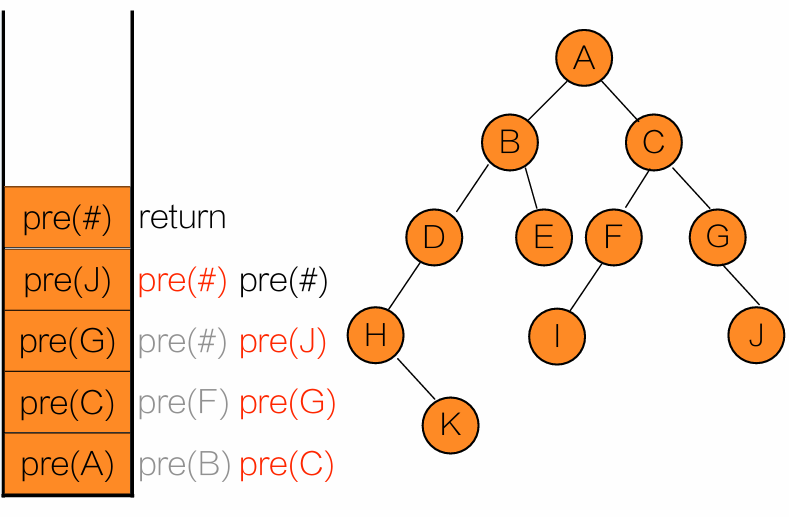 pre(#) return
pre(J) pre(#) pre(#)
pre(G) pre(#) pre(J)
pre(C) pre(F) pre(G)
pre(A) pre(B) pre(C)
A
B C
D E F G
H I J
K